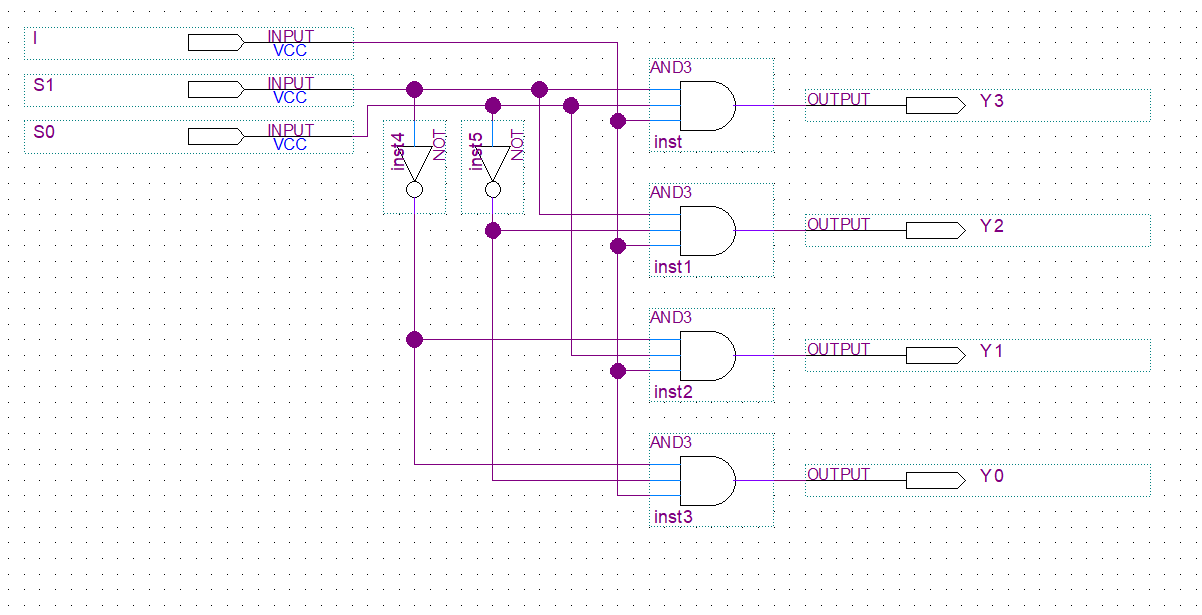 I
INPUT
VCC
S1
INPUT
VCC
S0
INPUT
VCC
inst4
NOT
inst5
NOT
AND3
inst
OUTPUT
Y3
AND3
inst1
OUTPUT
Y2
AND3
inst2
OUTPUT
Y1
AND3
inst3
OUTPUT
Y0